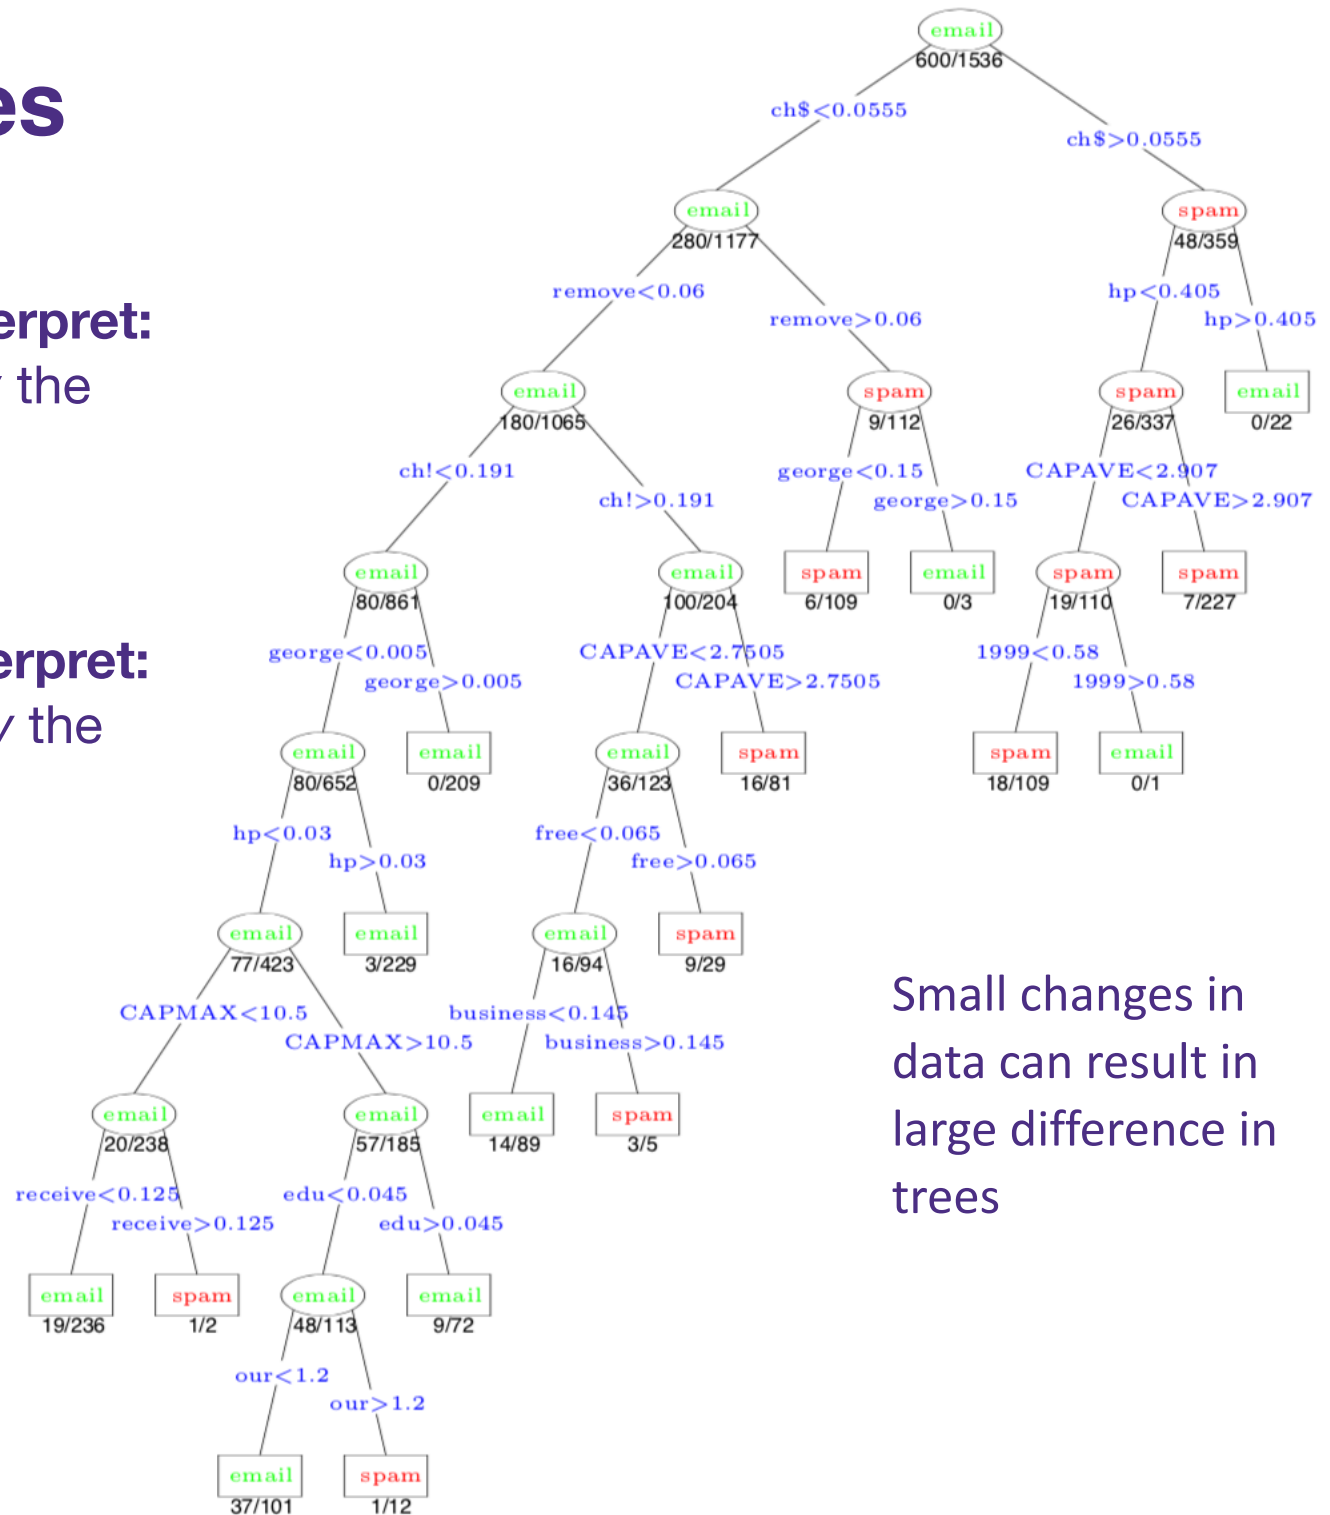 es
erpret:
the
erpret:
y the
email
600/1536
ch$<0.0555
ch$>0.0555
email
280/1177
spam
48/359
remove<0.06
remove>0.06
hp<0.405
hp>0.405
email
180/1065
spam
9/112
spam
26/337
email
0/22
ch!<0.191
ch!>0.191
george<0.15
george>0.15
CAPAVE<2.907
CAPAVE>2.907
email
80/861
email
100/204
spam
6/109
email
0/3
spam
19/110
spam
7/227
george<0.005
george>0.005
CAPAVE<2.7505
CAPAVE>2.7505
1999<0.58
1999>0.58
email
80/652
email
0/209
email
36/123
spam
16/81
spam
18/109
email
0/1
hp<0.03
hp>0.03
free<0.065
free>0.065
email
77/423
email
3/229
email
16/94
spam
9/29
CAPMAX<10.5
CAPMAX>10.5
business<0.145
business>0.145
email
20/238
email
57/185
email
14/89
spam
3/5
receive<0.125
receive>0.125
edu<0.045
edu>0.045
email
19/236
spam
1/2
email
48/113
email
9/72
our<1.2
our>1.2
email
37/101
spam
1/12
Small changes in
data can result in
large difference in
trees